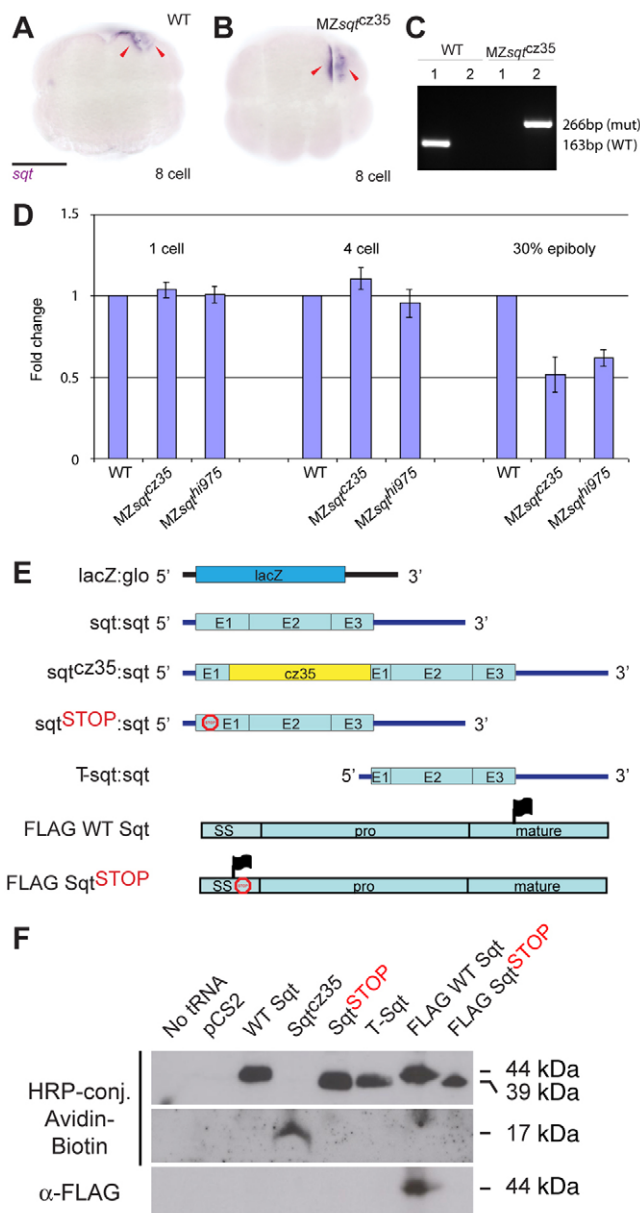 A
WT
sqt
8 cell
B
MZsqtcz35
8 cell
C
WT MZsqtcz35
1 2 1 2
266bp (mut)
163bp (WT)
D
Fold change
1.5
1
0.5
0
1 cell 4 cell 30% epiboly
WT MZsqtcz35 MZsqthi975 WT MZsqtcz35 MZsqthi975 WT MZsqtcz35 MZsqthi975
E
lacZ:glo 5’ lacZ 3’
sqt:sqt 5’ E1 E2 E3 3’
sqtcz35:sqt 5’ E1 cz35 E1 E2 E3 3’
sqtSTOP:sqt 5’ STOP E1 E2 E3 3’
T-sqt:sqt 5’ E1 E2 E3 3’
FLAG WT Sqt SS pro mature
FLAG SqtSTOP SS STOP pro mature
F
No tRNA pCS2 WT Sqt Sqtcz35 SqtSTOP T-Sqt FLAG WT Sqt FLAG SqtSTOP
HRP-conj.
Avidin-
Biotin
44 kDa
39 kDa
17 kDa
α-FLAG 44 kDa